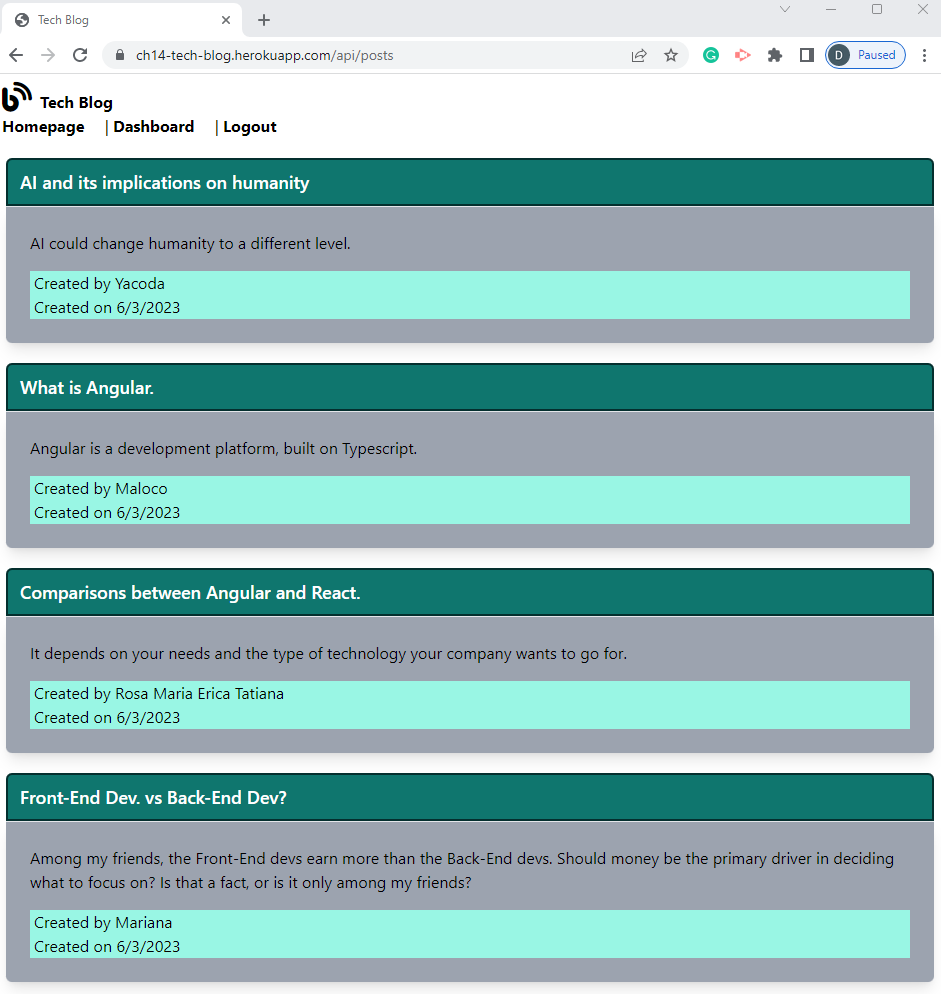 Tech Blog
ch14-tech-blog.herokuapp.com/api/posts
D Paused
Tech Blog
Homepage | Dashboard | Logout
AI and its implications on humanity
AI could change humanity to a different level.
Created by Yacoda
Created on 6/3/2023
What is Angular.
Angular is a development platform, built on Typescript.
Created by Maloco
Created on 6/3/2023
Comparisons between Angular and React.
It depends on your needs and the type of technology your company wants to go for.
Created by Rosa Maria Erica Tatiana
Created on 6/3/2023
Front-End Dev. vs Back-End Dev?
Among my friends, the Front-End devs earn more than the Back-End devs. Should money be the primary driver in deciding
what to focus on? Is that a fact, or is it only among my friends?
Created by Mariana
Created on 6/3/2023